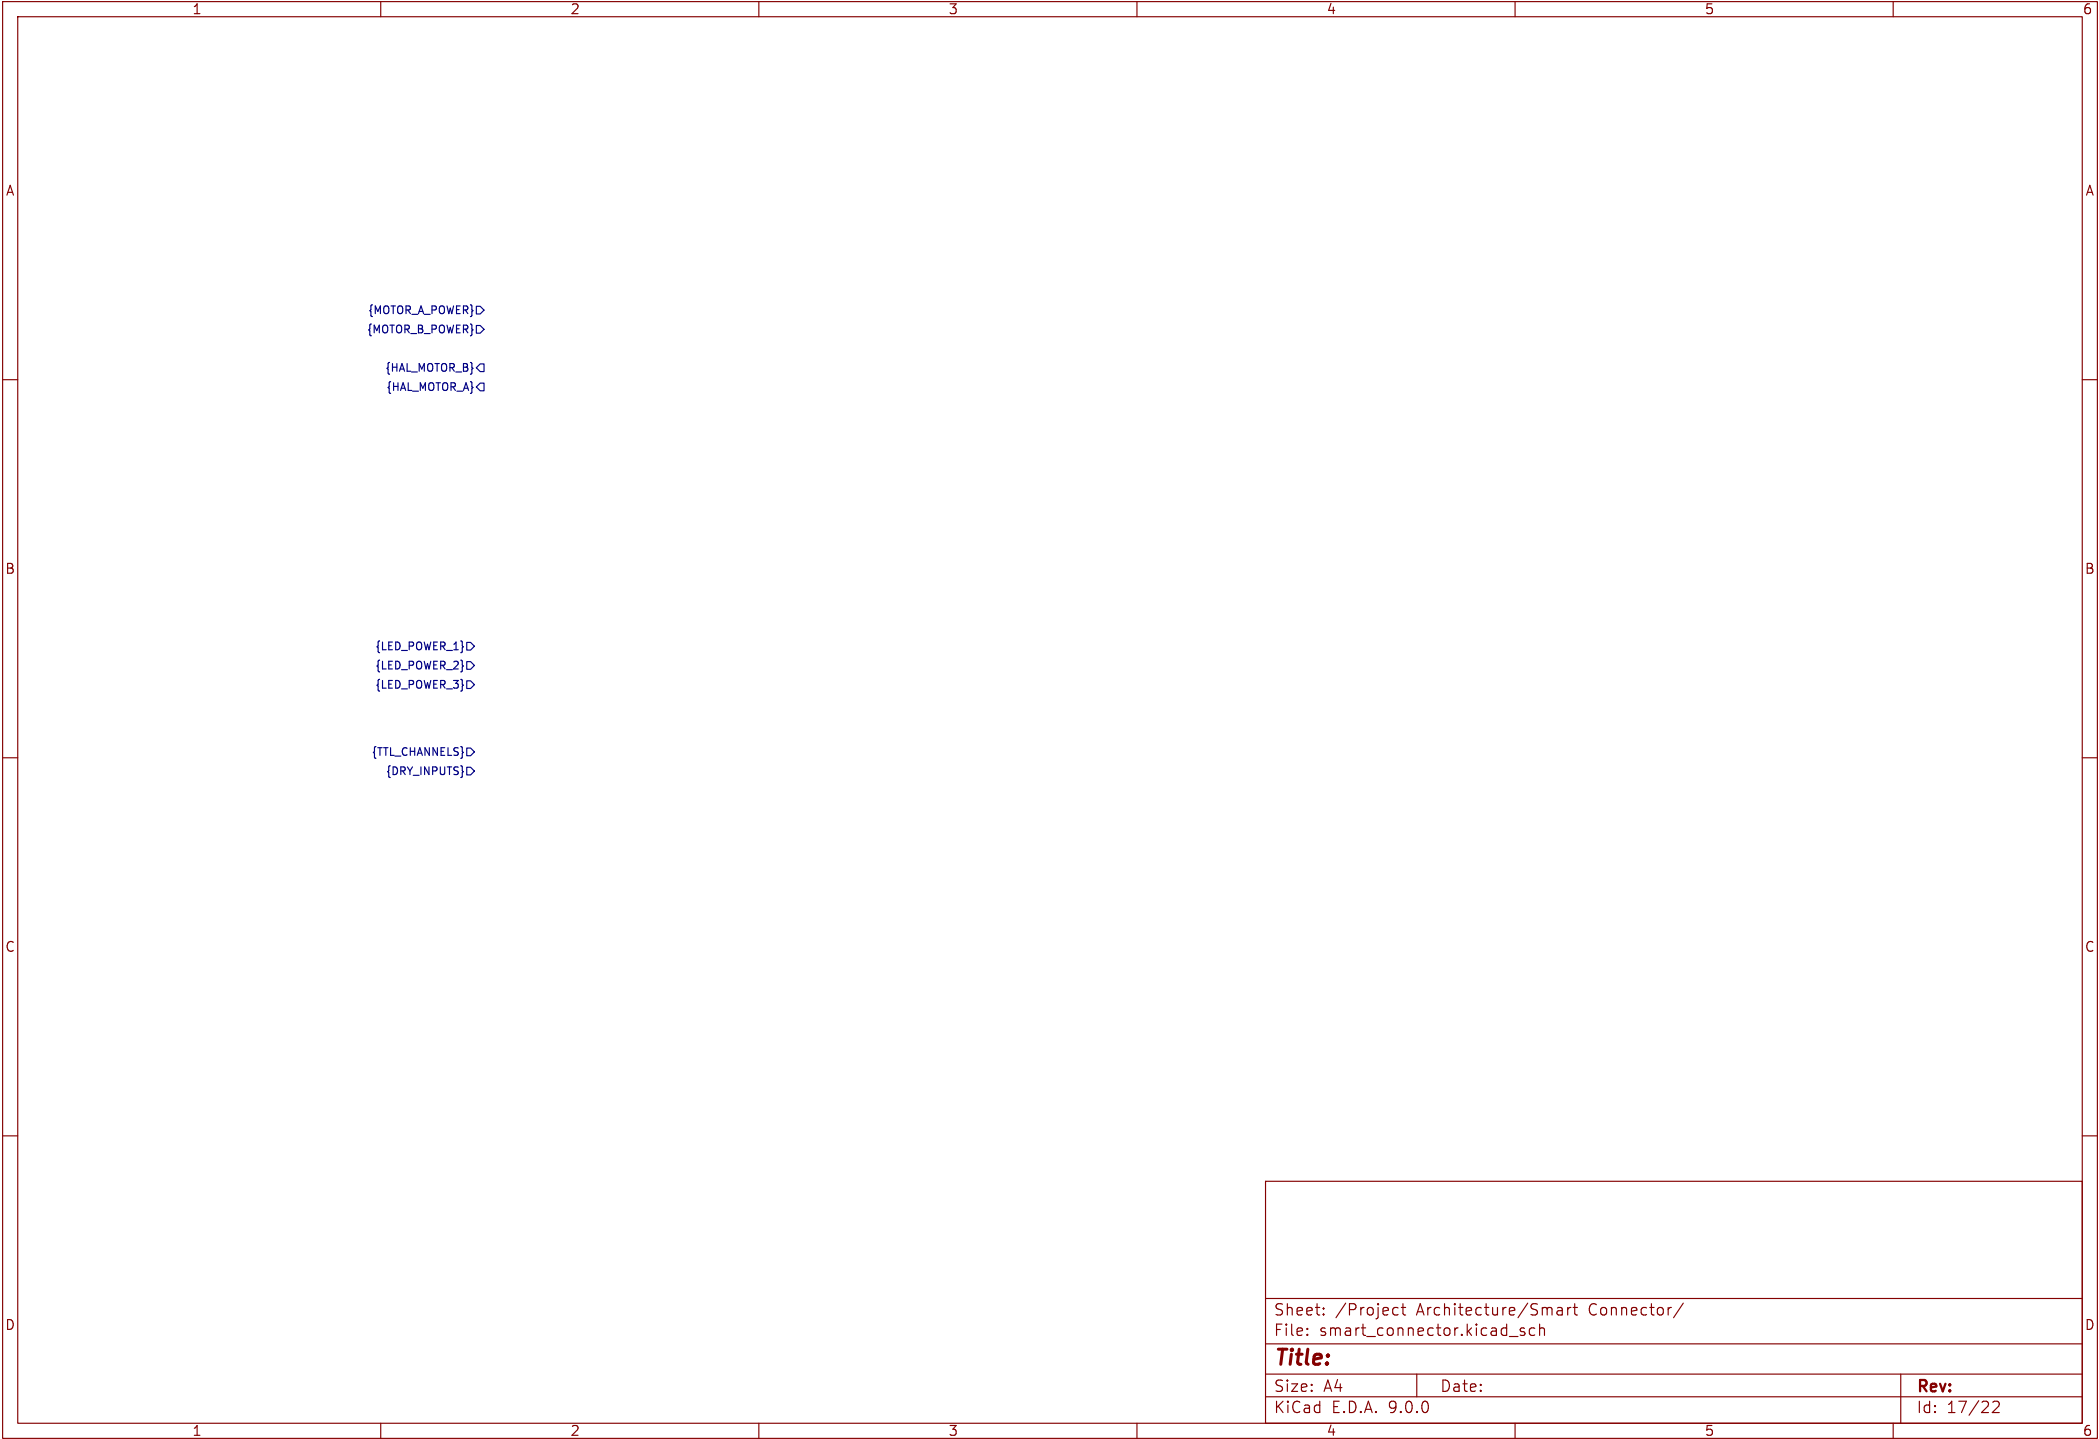 1 2 3 4 5 6
A A
{MOTOR_A_POWER}
{MOTOR_B_POWER}
{HAL_MOTOR_B}
{HAL_MOTOR_A}
B B
{LED_POWER_1}
{LED_POWER_2}
{LED_POWER_3}
{TTL_CHANNELS}
{DRY_INPUTS}
C C
Sheet: /Project Architecture/Smart Connector/
File: smart_connector.kicad_sch
D D
Title:
Size: A4 Date: Rev:
KiCad E.D.A. 9.0.0 Id: 17/22
1 2 3 4 5 6